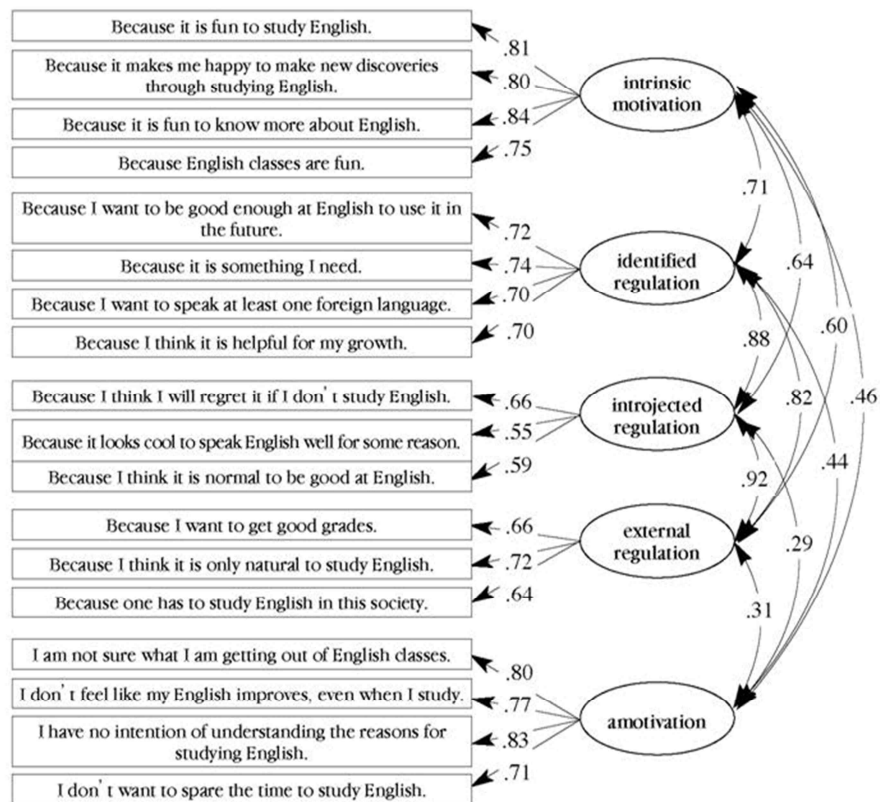 Because it is fun to study English.
.81
Because it makes me happy to make new discoveries
through studying English.
.80
intrinsic
motivation
Because it is fun to know more about English.
.84
Because English classes are fun.
.75
.71
Because I want to be good enough at English to use it in
the future.
.72
Because it is something I need.
.74
identified
regulation
.64
Because I want to speak at least one foreign language.
.70
Because I think it is helpful for my growth.
.70
.60
.88
Because I think I will regret it if I don't study English.
.66
introjected
regulation
.82
.46
Because it looks cool to speak English well for some reason.
.55
Because I think it is normal to be good at English.
.59
.44
.92
Because I want to get good grades.
.66
external
regulation
.29
Because I think it is only natural to study English.
.72
Because one has to study English in this society.
.64
.31
I am not sure what I am getting out of English classes.
.80
I don't feel like my English improves, even when I study.
.77
amotivation
I have no intention of understanding the reasons for
studying English.
.83
I don't want to spare the time to study English.
.71